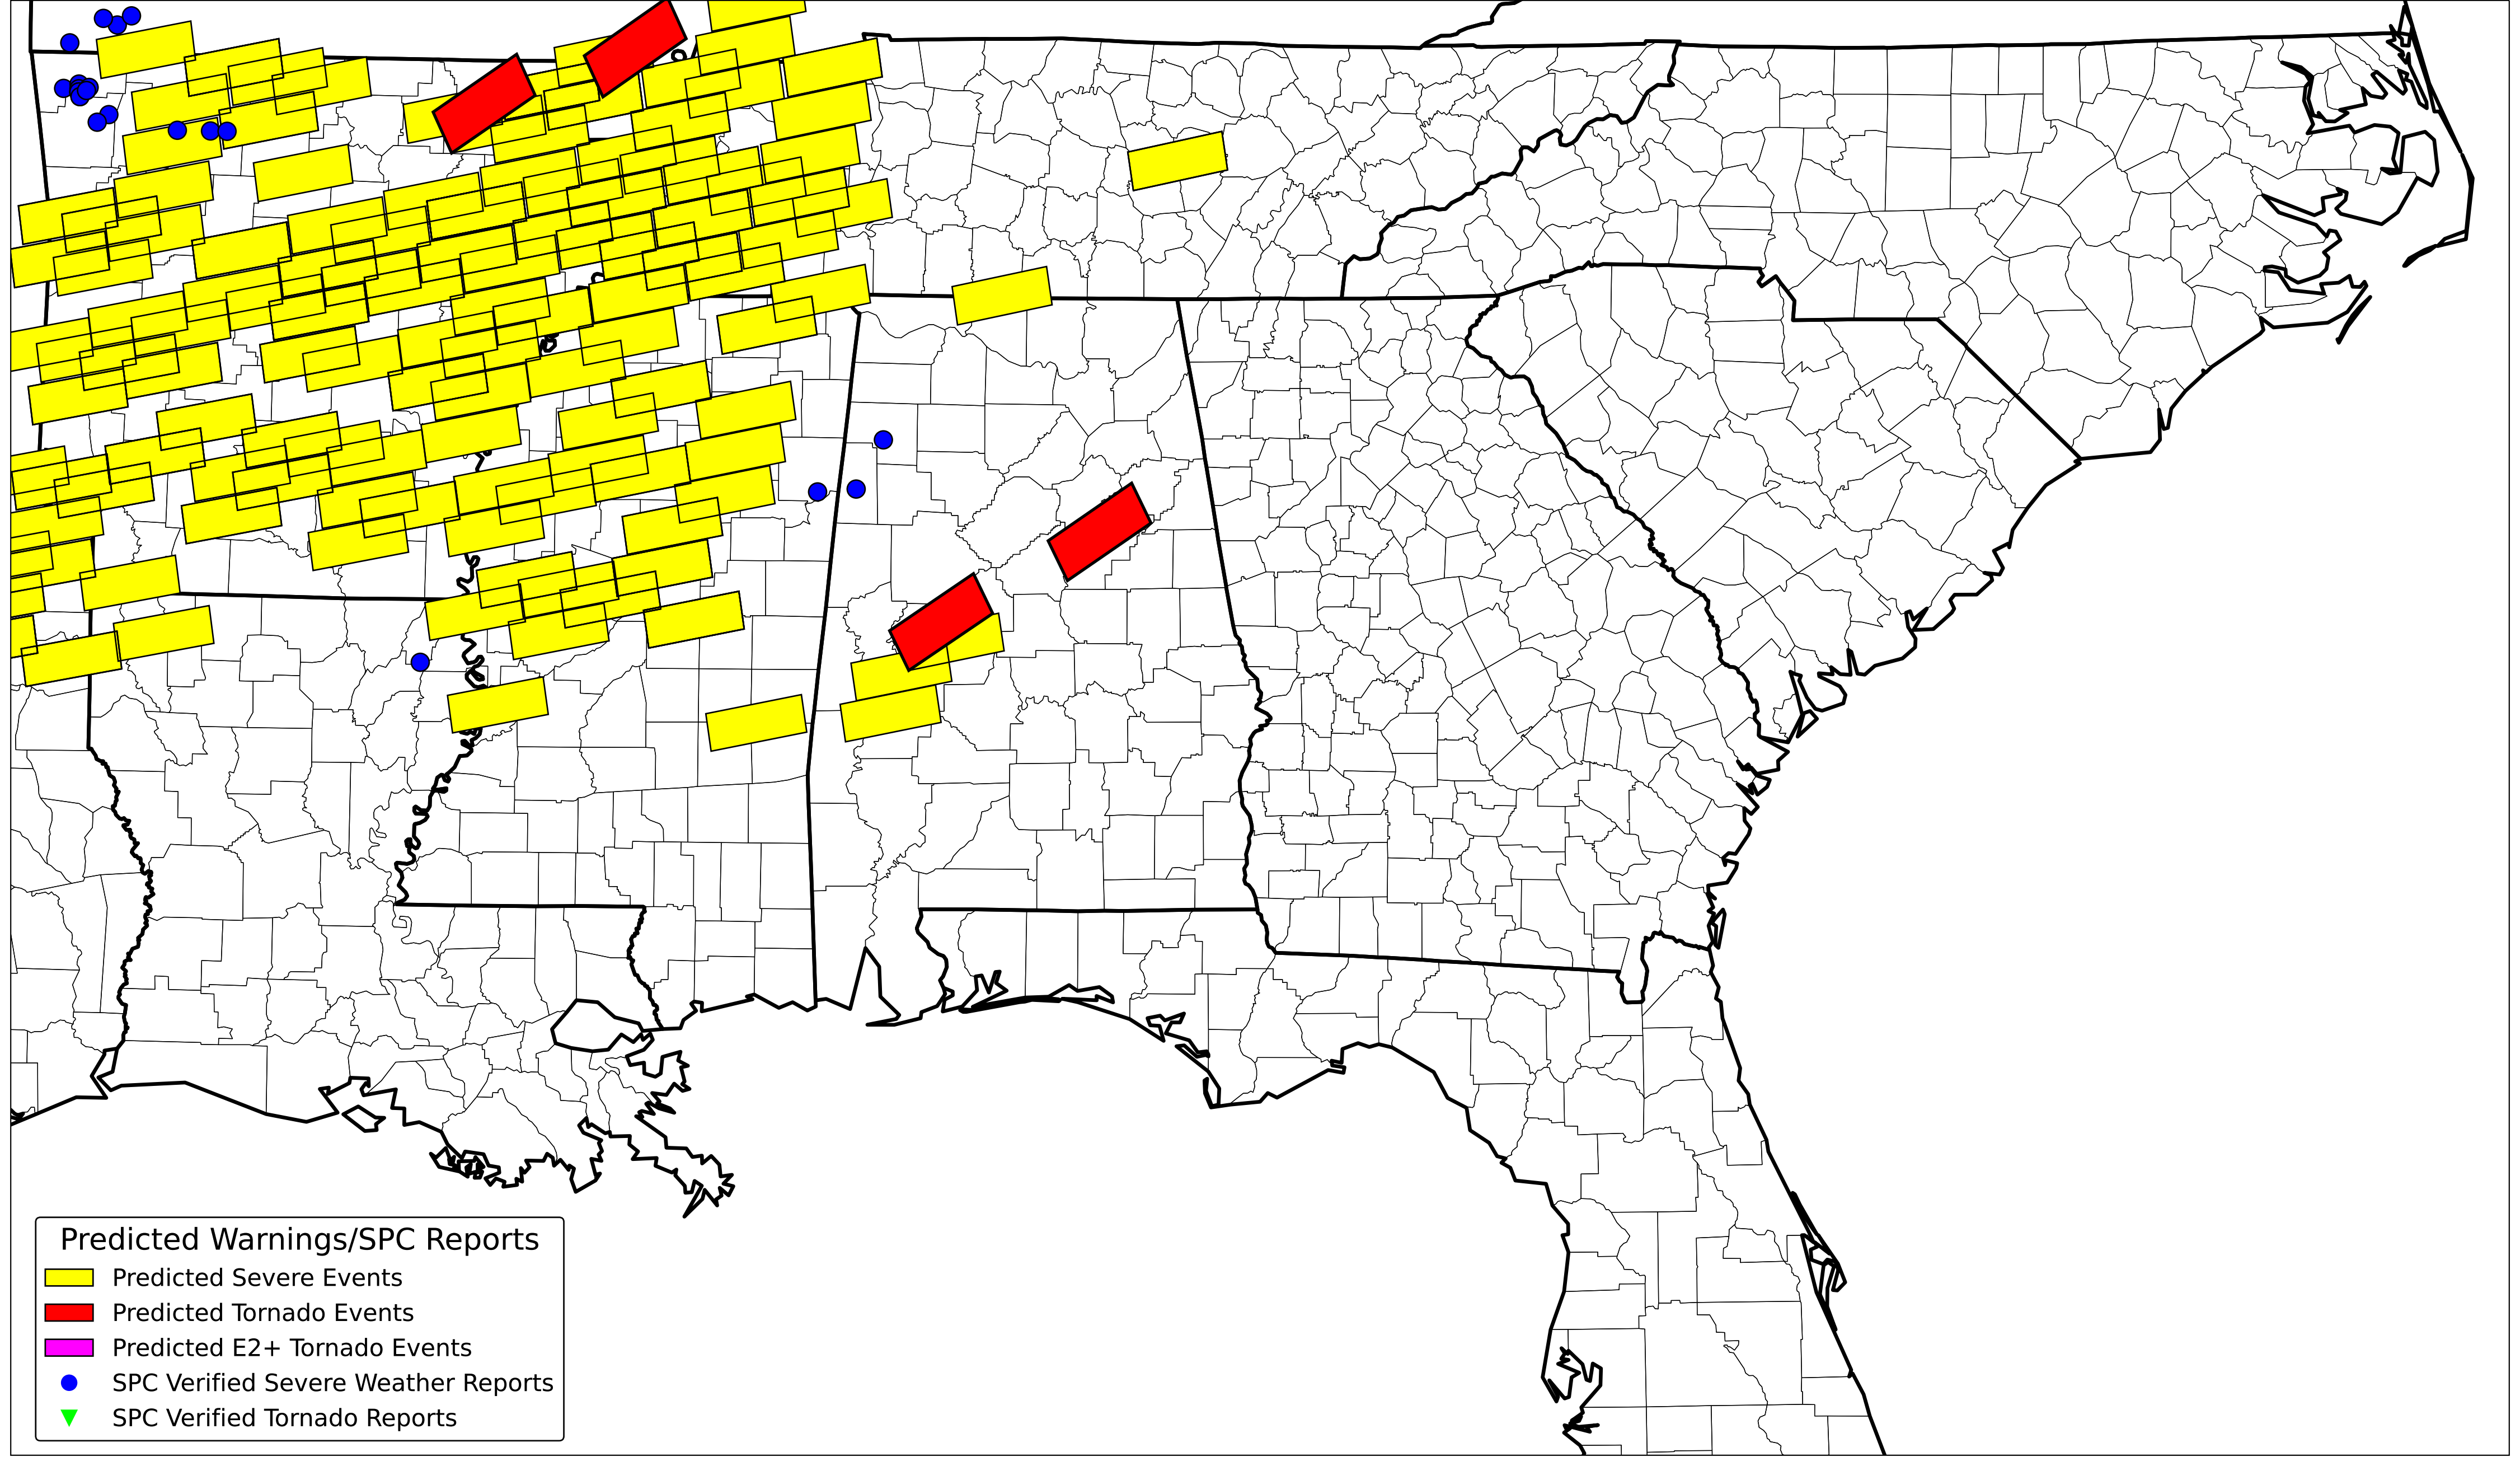 Predicted Warnings/SPC Reports
Predicted Severe Events
Predicted Tornado Events
Predicted E2+ Tornado Events
SPC Verified Severe Weather Reports
SPC Verified Tornado Reports